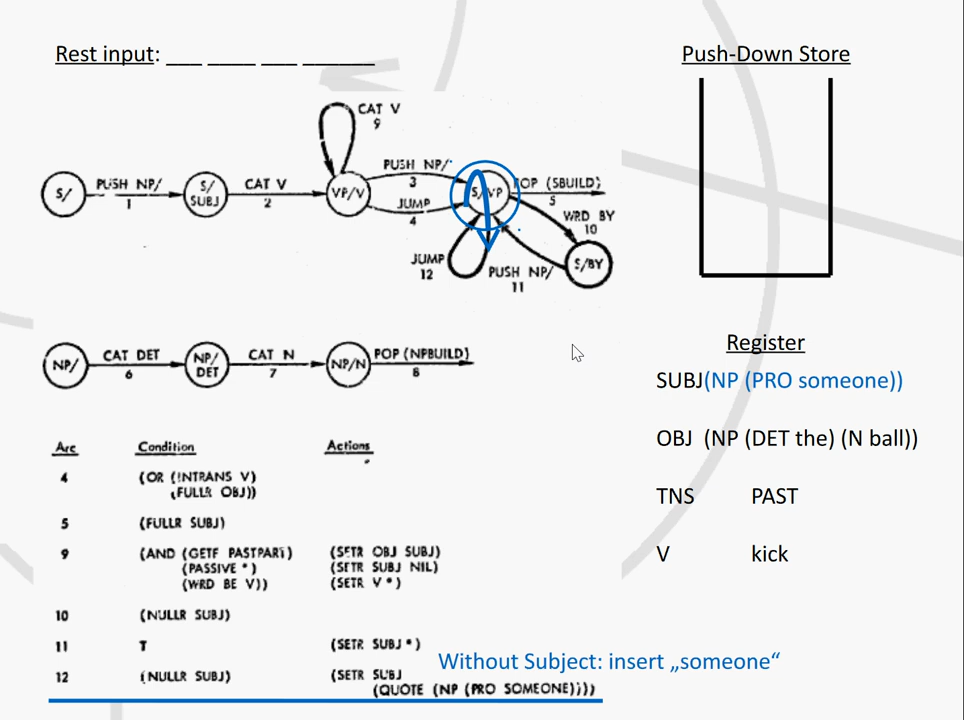 Rest input: ___ ____ ___ ______
Push-Down Store
CAT V
9
PUSH NP/
3
S/
PUSH NP/
1
S/
SUBJ
CAT V
2
VP/V
JUMP
4
S/VP
POP (SBUILD)
5
WRD BY
10
JUMP
12
PUSH NP/
11
S/BY
NP/
CAT DET
6
NP/
DET
CAT N
7
NP/N
POP (NPBUILD)
8
Register
SUBJ(NP (PRO someone))
OBJ (NP (DET the) (N ball))
TNS PAST
V kick
Arc Condition Actions
4 (OR (INTRANS V)
(FULLR OBJ))
5 (FULLR SUBJ)
9 (AND (GETF PASTPART) (SETR OBJ SUBJ)
(PASSIVE *) (SETR SUBJ NIL)
(WRD BE V)) (SETR V *)
10 (NULLR SUBJ)
11 T (SETR SUBJ *)
Without Subject: insert „someone“
12 (NULLR SUBJ) (SETR SUBJ
(QUOTE (NP (PRO SOMEONE))))